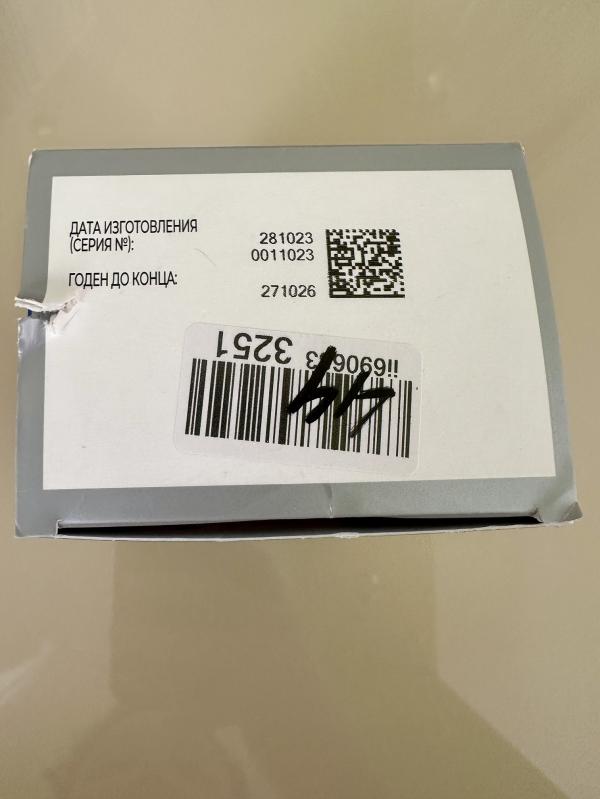 ДАТА ИЗГОТОВЛЕНИЯ
(СЕРИЯ №):
281023
0011023
ГОДЕН ДО КОНЦА:
271026
3251
44